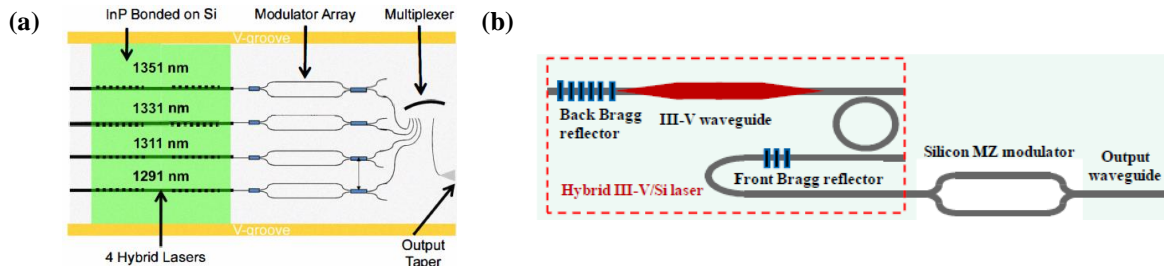 (a)
InP Bonded on Si
Modulator Array
Multiplexer
V-groove
1351 nm
1331 nm
1311 nm
1291 nm
V-groove
4 Hybrid Lasers
Output
Taper
(b)
Back Bragg
reflector
III-V waveguide
Front Bragg reflector
Hybrid III-V/Si laser
Silicon MZ modulator
Output
waveguide